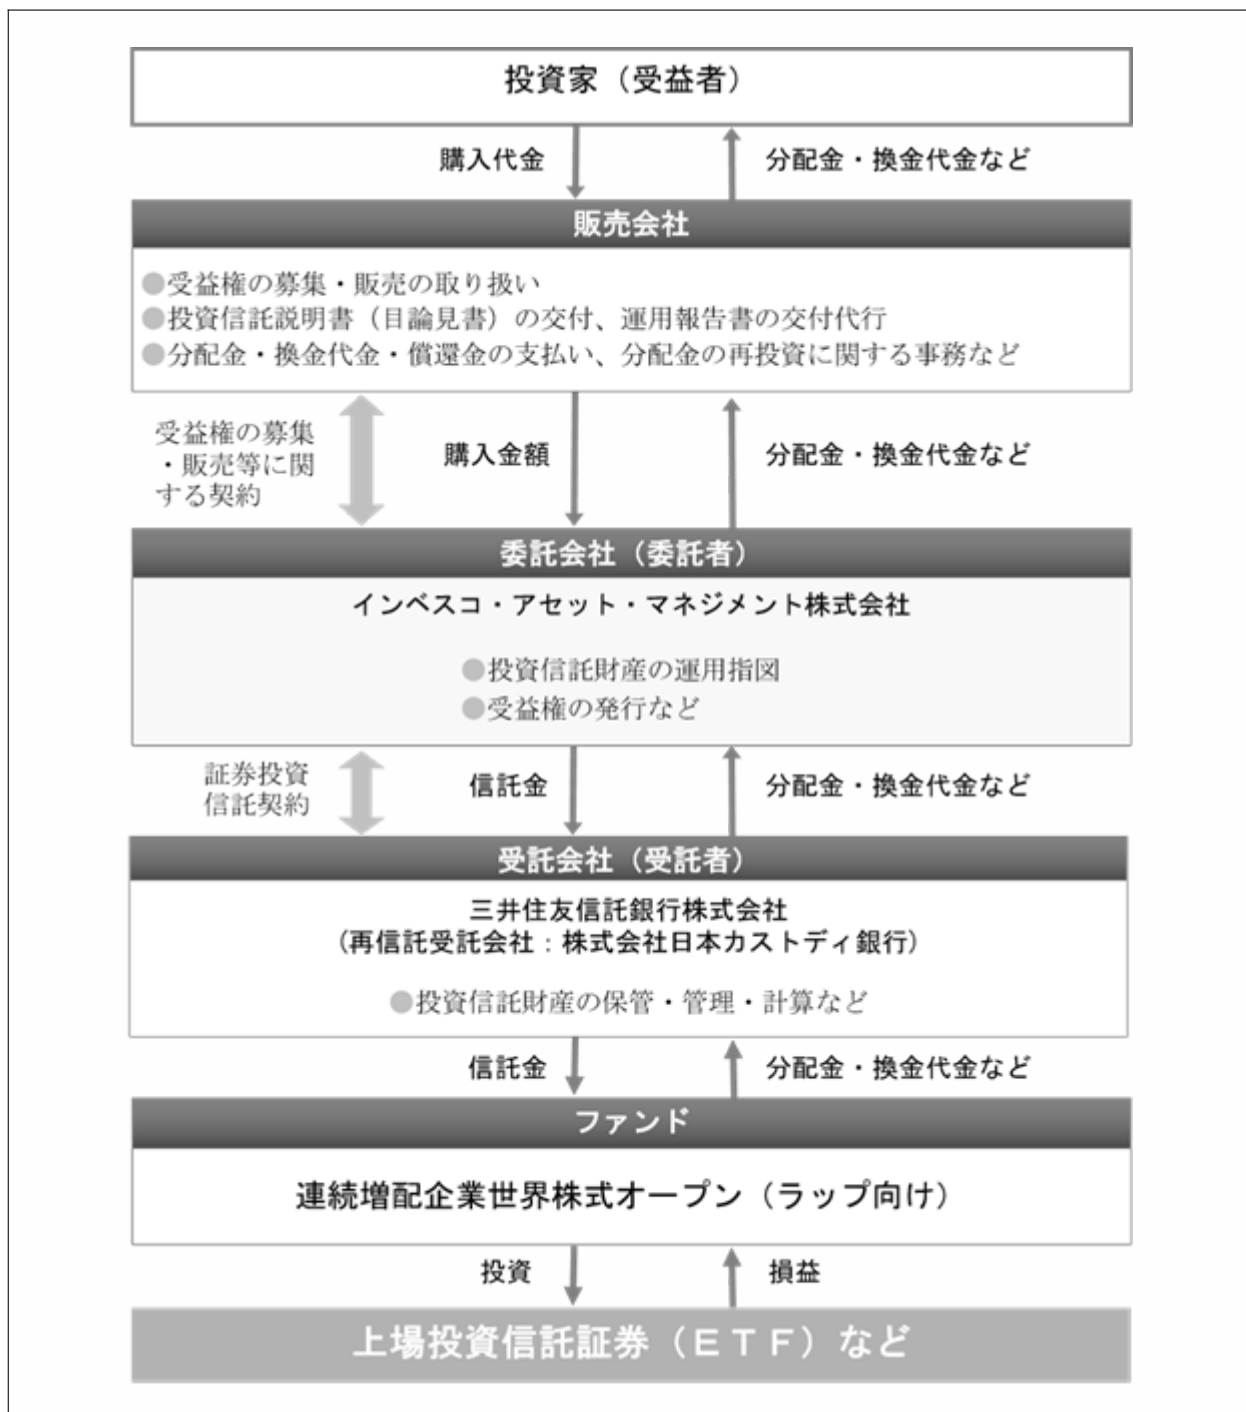 投資家（受益者）
購入代金
分配金・換金代金など
販売会社
●受益権の募集・販売の取り扱い
●投資信託説明書（目論見書）の交付、運用報告書の交付代行
●分配金・換金代金・償還金の支払い、分配金の再投資に関する事務など
受益権の募集
・販売等に関
する契約
購入金額
分配金・換金代金など
委託会社（委託者）
インベスコ・アセット・マネジメント株式会社
●投資信託財産の運用指図
●受益権の発行など
証券投資
信託契約
信託金
分配金・換金代金など
受託会社（受託者）
三井住友信託銀行株式会社
（再信託受託会社：株式会社日本カストディ銀行）
●投資信託財産の保管・管理・計算など
信託金
分配金・換金代金など
ファンド
連続増配企業世界株式オープン（ラップ向け）
投資
損益
上場投資信託証券（ＥＴＦ）など